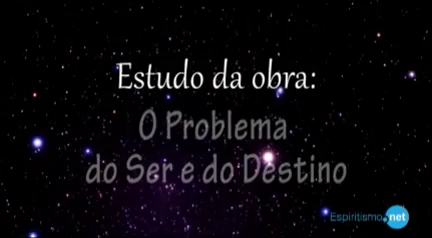 Estudo da obra:
O Problema
do Ser e do Destino
Espiritismo.net